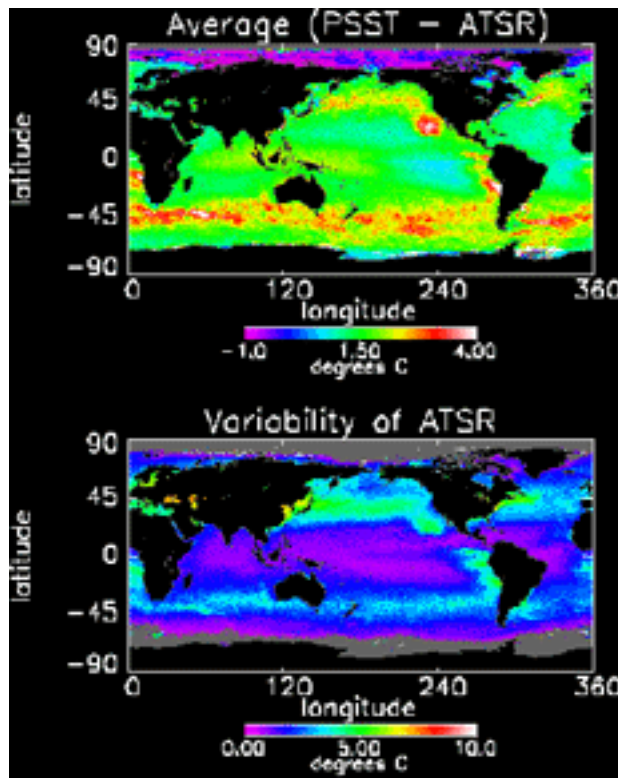 Average (PSST - ATSR)
90
45
0
-45
-90
latitude
0 120 240 360
longitude
-1.0 1.50 4.00
degrees C
Variability of ATSR
90
45
0
-45
-90
latitude
0 120 240 360
longitude
0.00 5.00 10.0
degrees C